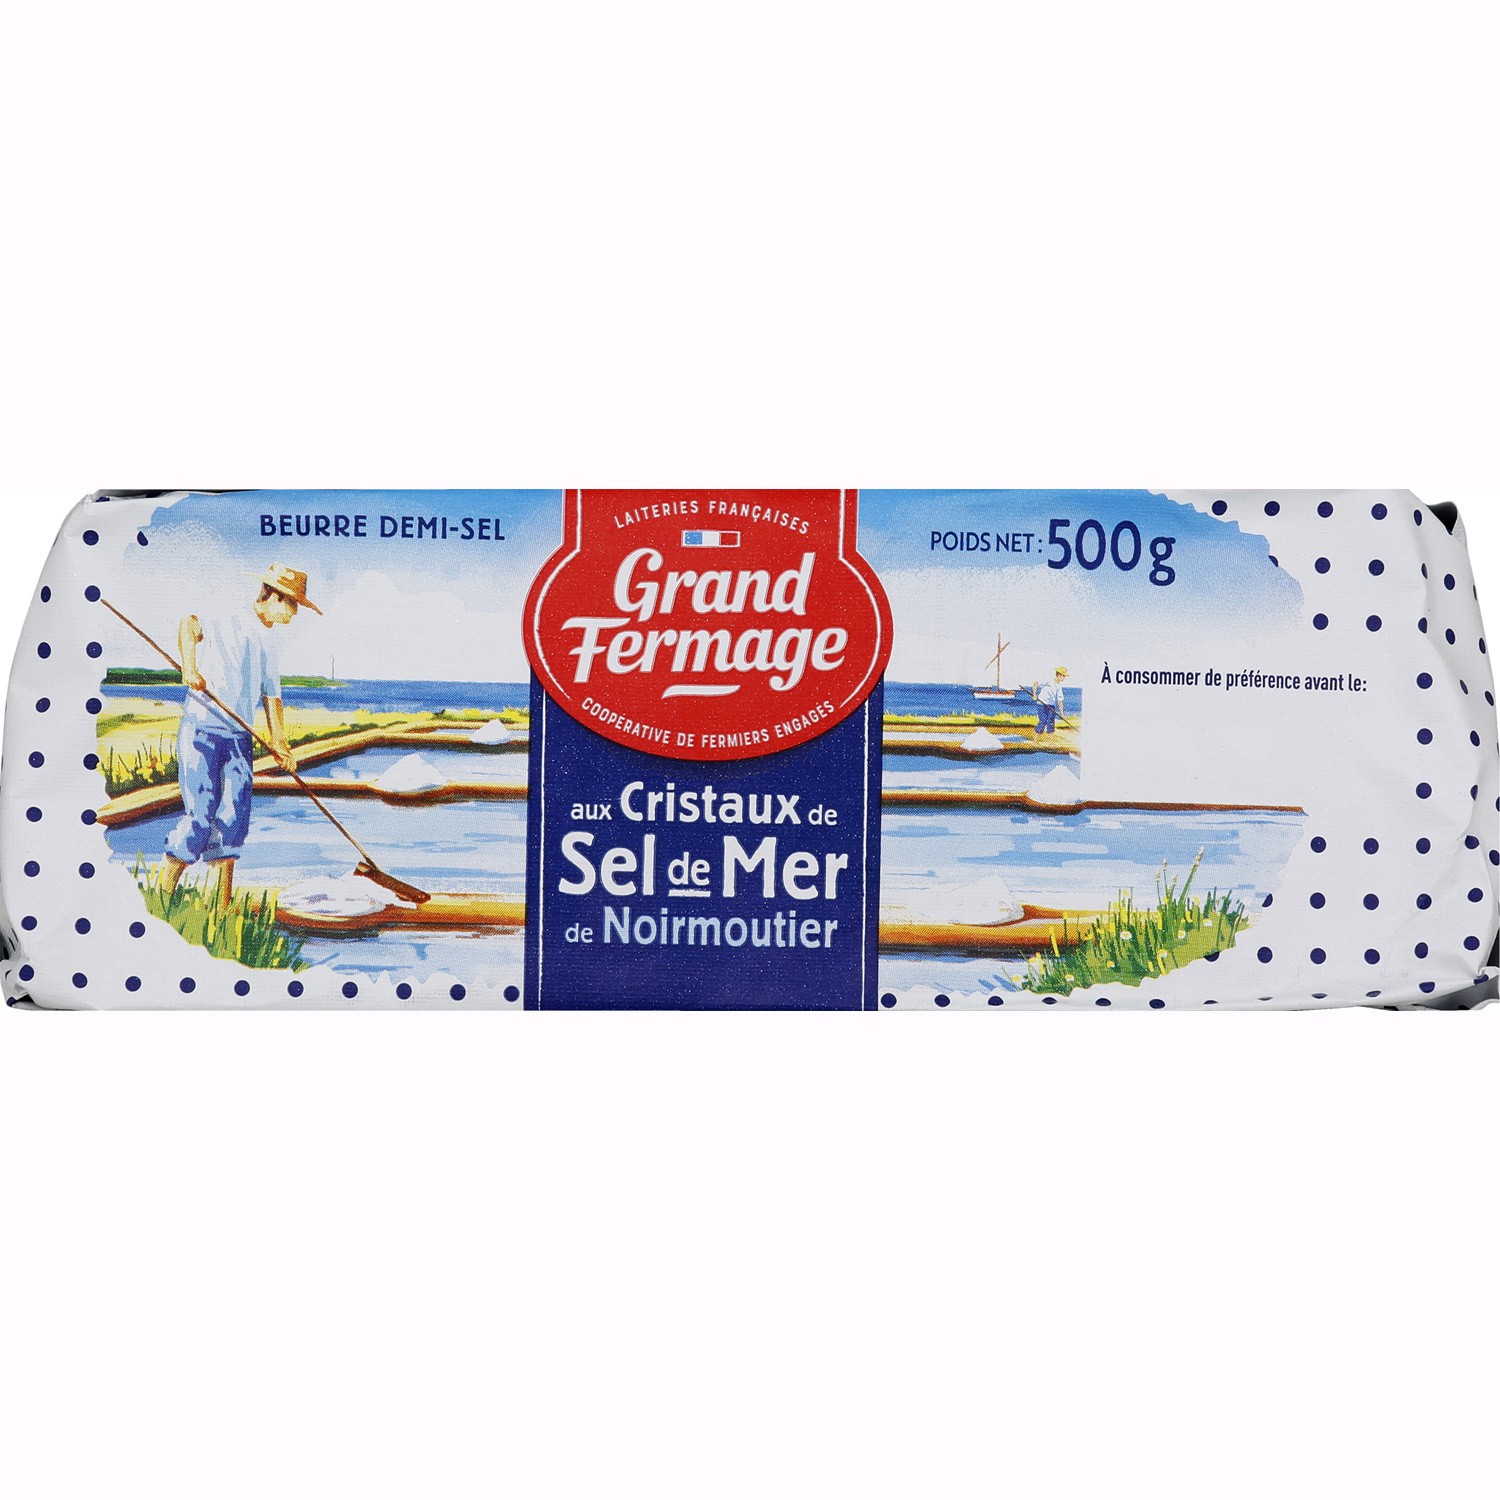 BEURRE DEMI-SEL
LAITERIES FRANÇAISES
Grand
Fermage
COOPÉRATIVE DE FERMIERS ENGAGÉS
aux Cristaux de
Sel de Mer
de Noirmoutier
POIDS NET : 500 g
À consommer de préférence avant le: